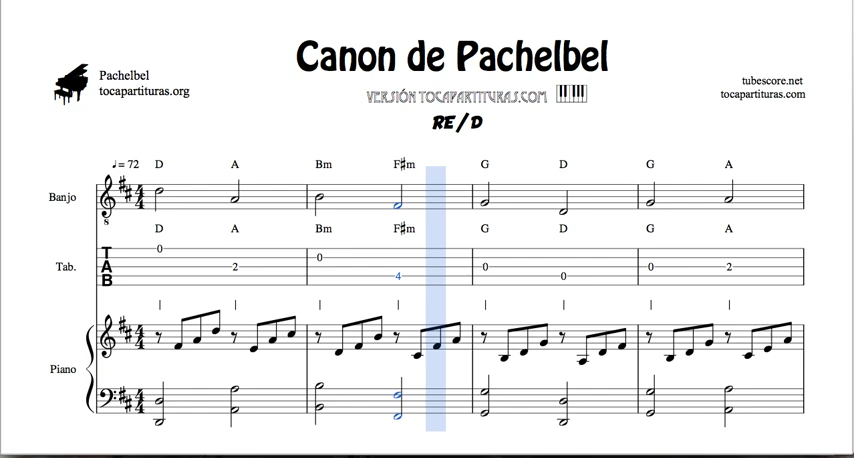 Canon de Pachelbel
Pachelbel
tocapartituras.org
VERSIÓN TOCAPARTITURAS.COM
tubescore.net
tocapartituras.com
RE/D
♩= 72 D A Bm F♯m G D G A
Banjo
8
D A Bm F♯m G D G A
Tab.
T
A
B
0 2 0 4 0 0 0 2
Piano